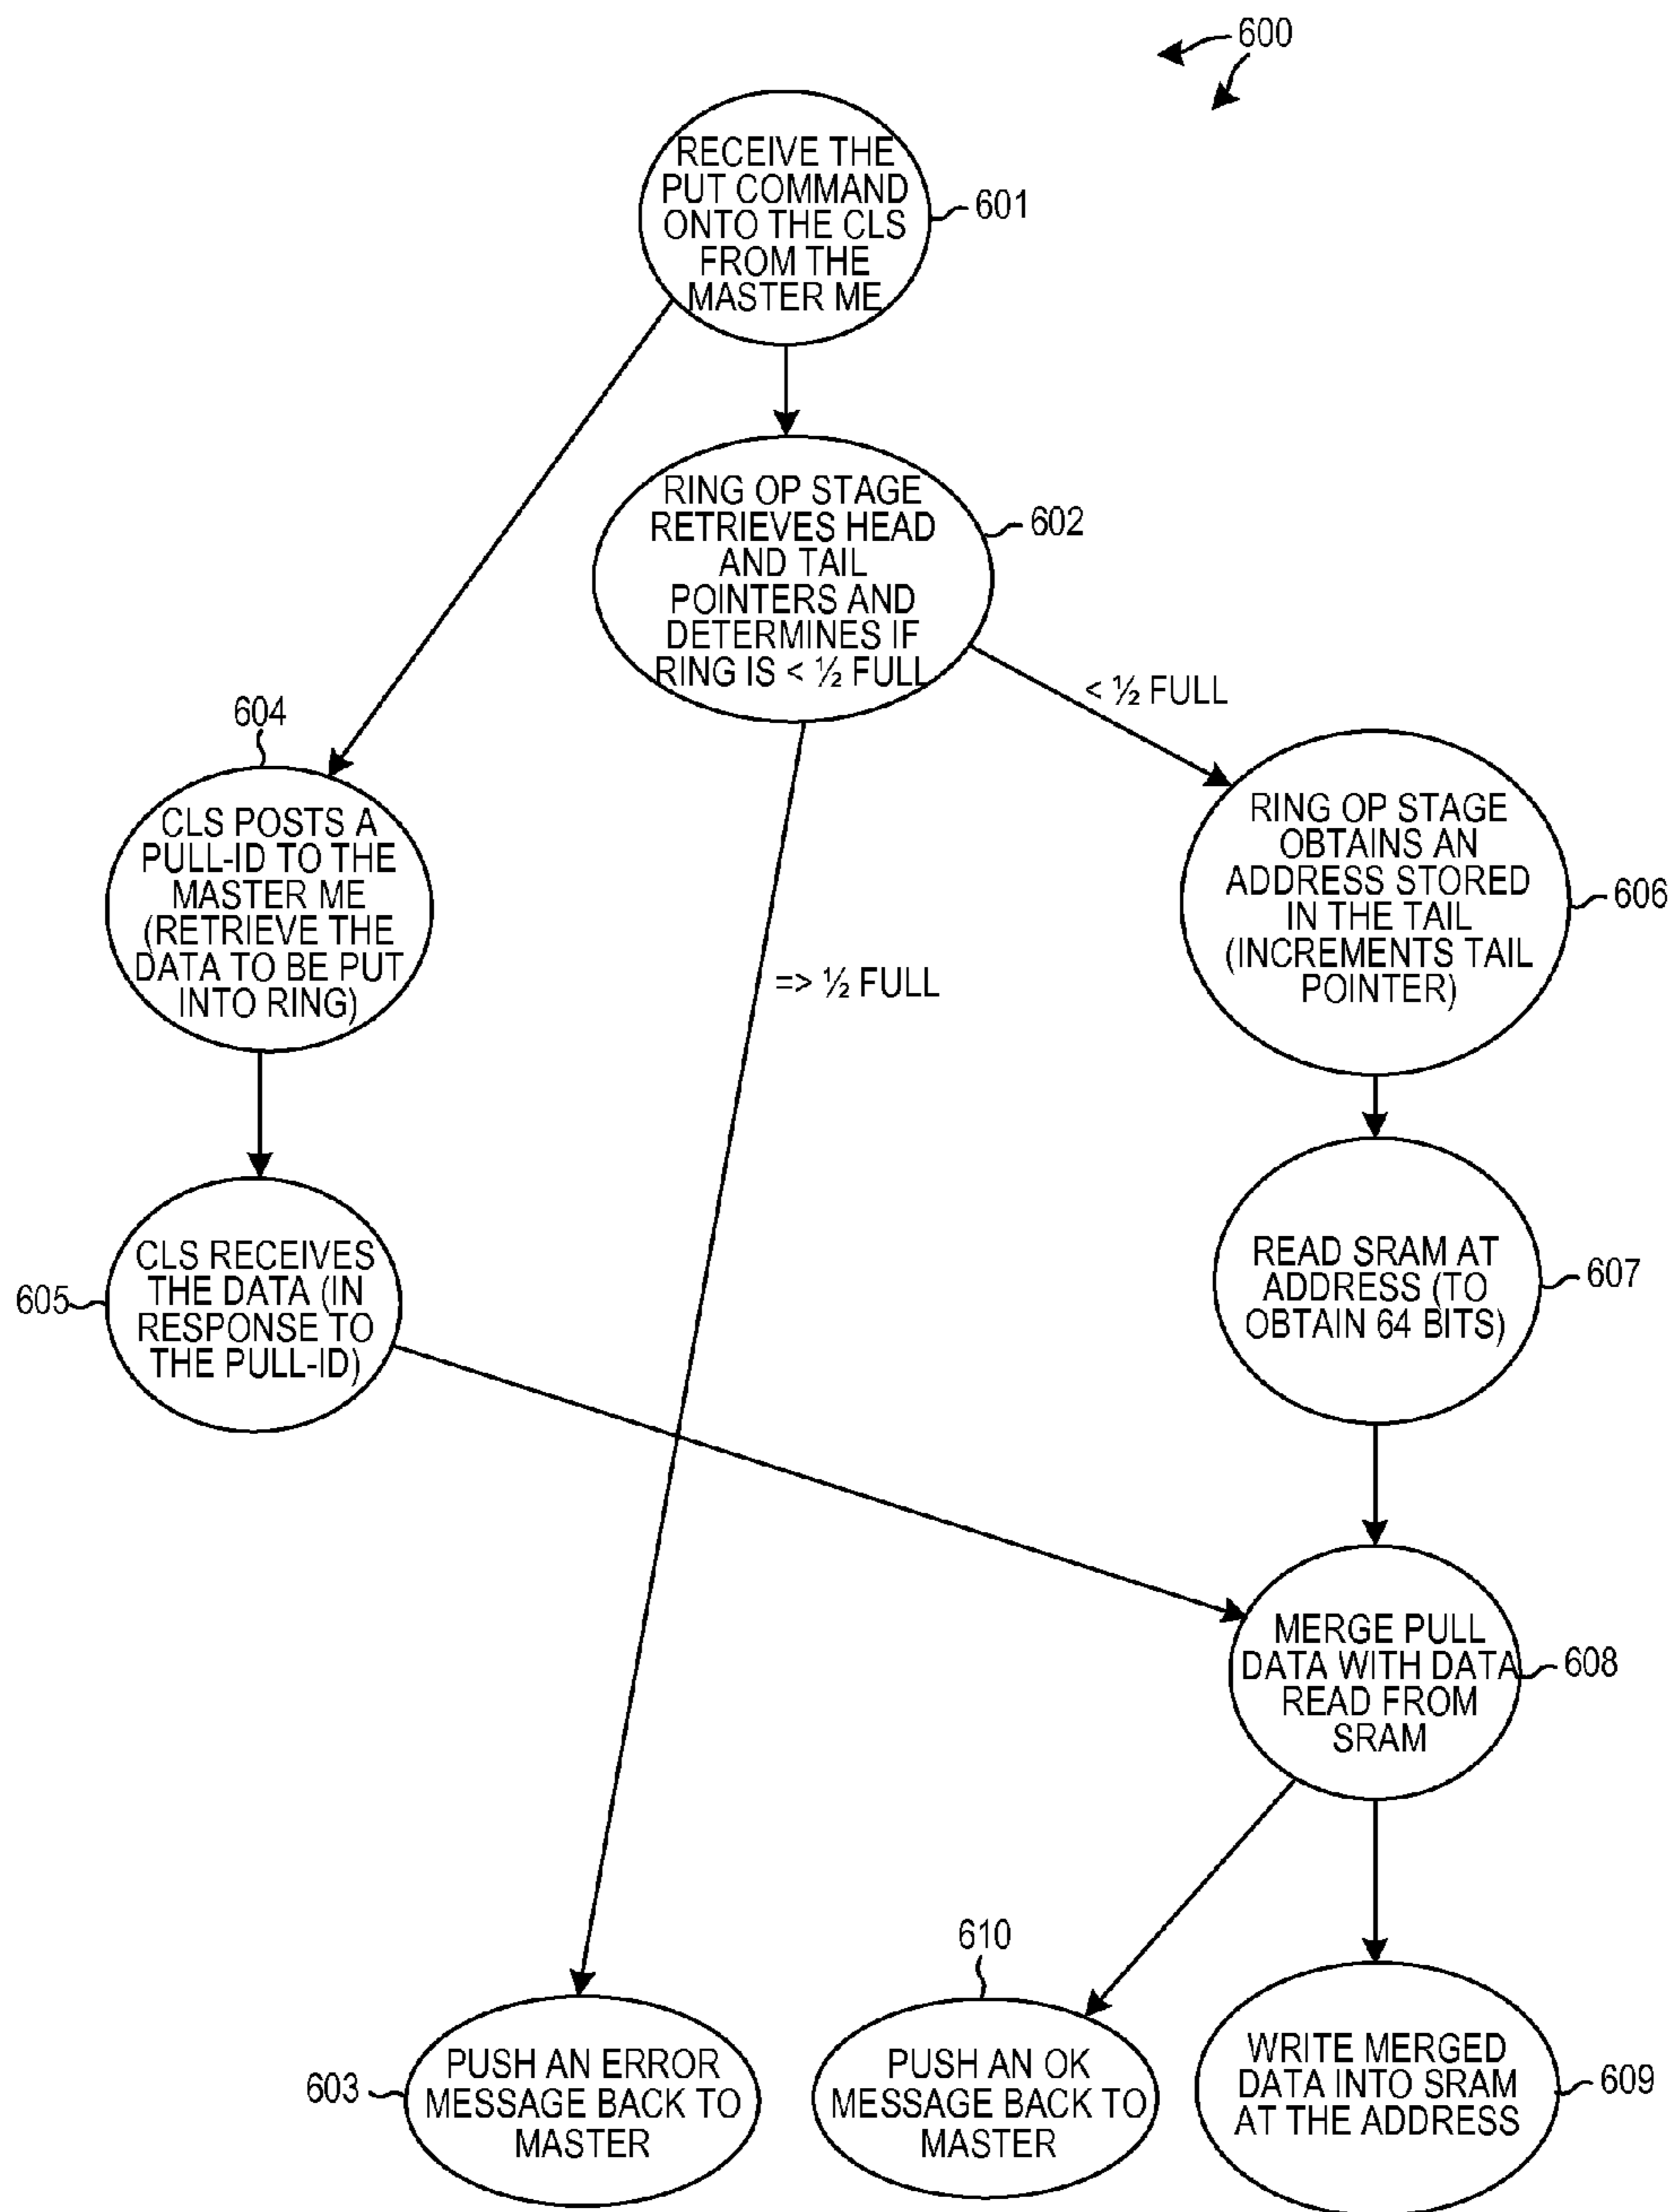 600
RECEIVE THE
PUT COMMAND
ONTO THE CLS
FROM THE
MASTER ME
601
RING OP STAGE
RETRIEVES HEAD
AND TAIL
POINTERS AND
DETERMINES IF
RING IS < ½ FULL
602
< ½ FULL
604
CLS POSTS A
PULL-ID TO THE
MASTER ME
(RETRIEVE THE
DATA TO BE PUT
INTO RING)
=> ½ FULL
RING OP STAGE
OBTAINS AN
ADDRESS STORED
IN THE TAIL
(INCREMENTS TAIL
POINTER)
606
605
CLS RECEIVES
THE DATA (IN
RESPONSE TO
THE PULL-ID)
READ SRAM AT
ADDRESS (TO
OBTAIN 64 BITS)
607
MERGE PULL
DATA WITH DATA
READ FROM
SRAM
608
603
PUSH AN ERROR
MESSAGE BACK TO
MASTER
610
PUSH AN OK
MESSAGE BACK TO
MASTER
WRITE MERGED
DATA INTO SRAM
AT THE ADDRESS
609